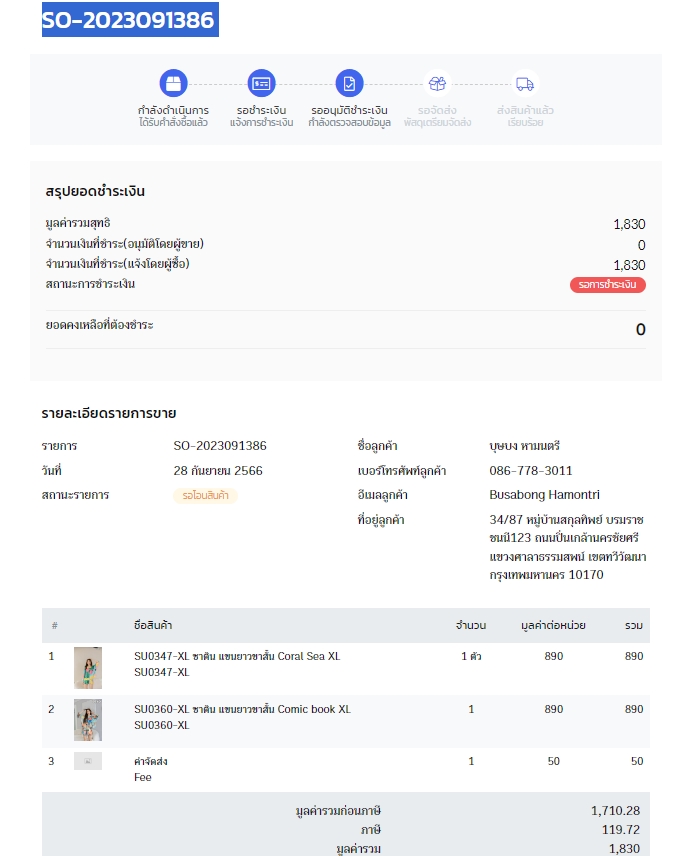 SO-2023091386
กำลังดำเนินการ
ได้รับคำสั่งซื้อแล้ว
รอชำระเงิน
แจ้งการชำระเงิน
รออนุมัติชำระเงิน
กำลังตรวจสอบข้อมูล
รอจัดส่ง
พัสดุเตรียมจัดส่ง
ส่งสินค้าแล้ว
เรียบร้อย
สรุปยอดชำระเงิน
มูลค่ารวมสุทธิ 1,830
จำนวนเงินที่ชำระ(อนุมัติโดยผู้ขาย) 0
จำนวนเงินที่ชำระ(แจ้งโดยผู้ซื้อ) 1,830
สถานะการชำระเงิน รอการชำระเงิน
ยอดคงเหลือที่ต้องชำระ 0
รายละเอียดรายการขาย
รายการ SO-2023091386
วันที่ 28 กันยายน 2566
สถานะรายการ รอโอนสินค้า
ชื่อลูกค้า บุษบง หามนตรี
เบอร์โทรศัพท์ลูกค้า 086-778-3011
อีเมลลูกค้า Busabong Hamontri
ที่อยู่ลูกค้า 34/87 หมู่บ้านสกุลทิพย์ บรมราช
ชนนี123 ถนนปิ่นเกล้านครชัยศรี
แขวงศาลาธรรมสพน์ เขตทวีวัฒนา
กรุงเทพมหานคร 10170
# ชื่อสินค้า จำนวน มูลค่าต่อหน่วย รวม
1 SU0347-XL ซาติน แขนยาวขาสั้น Coral Sea XL 1 ตัว 890 890
SU0347-XL
2 SU0360-XL ซาติน แขนยาวขาสั้น Comic book XL 1 890 890
SU0360-XL
3 ค่าจัดส่ง 1 50 50
Fee
มูลค่ารวมก่อนภาษี 1,710.28
ภาษี 119.72
มูลค่ารวม 1,830